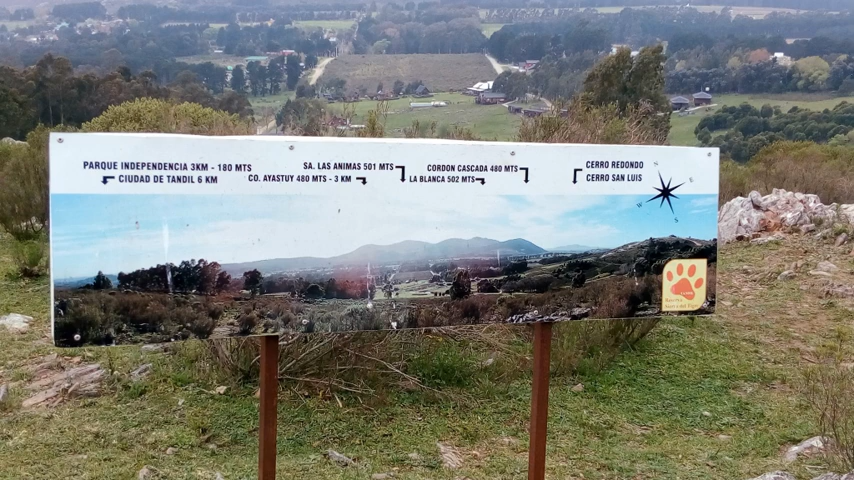 PARQUE INDEPENDENCIA 3KM - 180 MTS
CIUDAD DE TANDIL 6 KM
SA. LAS ANIMAS 501 MTS
CO. AYASTUY 480 MTS - 3 KM
CORDON CASCADA 480 MTS
LA BLANCA 502 MTS
CERRO REDONDO
CERRO SAN LUIS